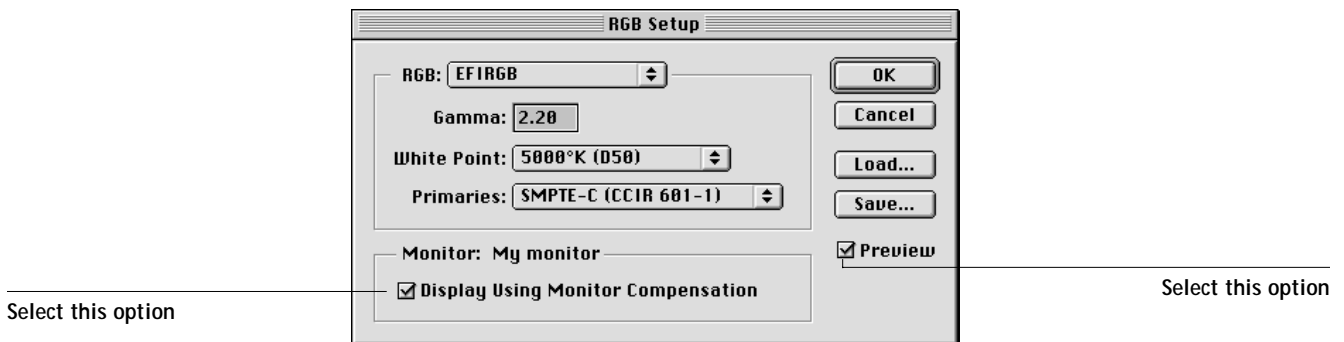 RGB Setup
RGB: EFIRGB
Gamma: 2.20
White Point: 5000°K (D50)
Primaries: SMPTE-C (CCIR 601-1)
OK
Cancel
Load...
Save...
Preview
Monitor: My monitor
Display Using Monitor Compensation
Select this option
Select this option